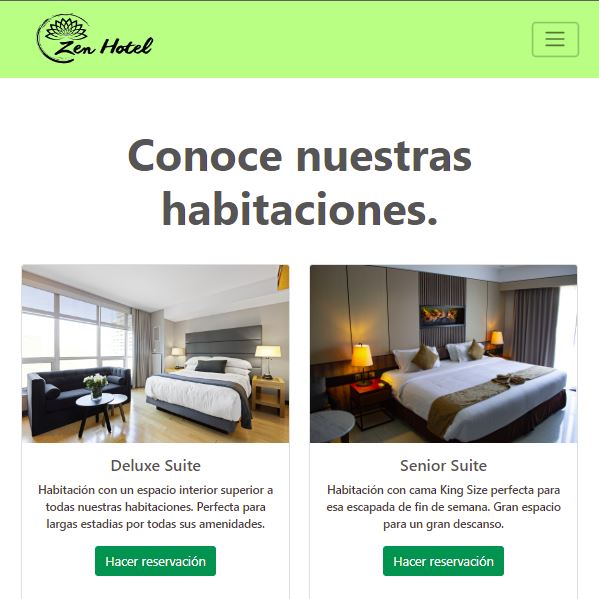 Zen Hotel
Conoce nuestras
habitaciones.
Deluxe Suite
Habitación con un espacio interior superior a
todas nuestras habitaciones. Perfecta para
largas estadias por todas sus amenidades.
Hacer reservación
Senior Suite
Habitación con cama King Size perfecta para
esa escapada de fin de semana. Gran espacio
para un gran descanso.
Hacer reservación